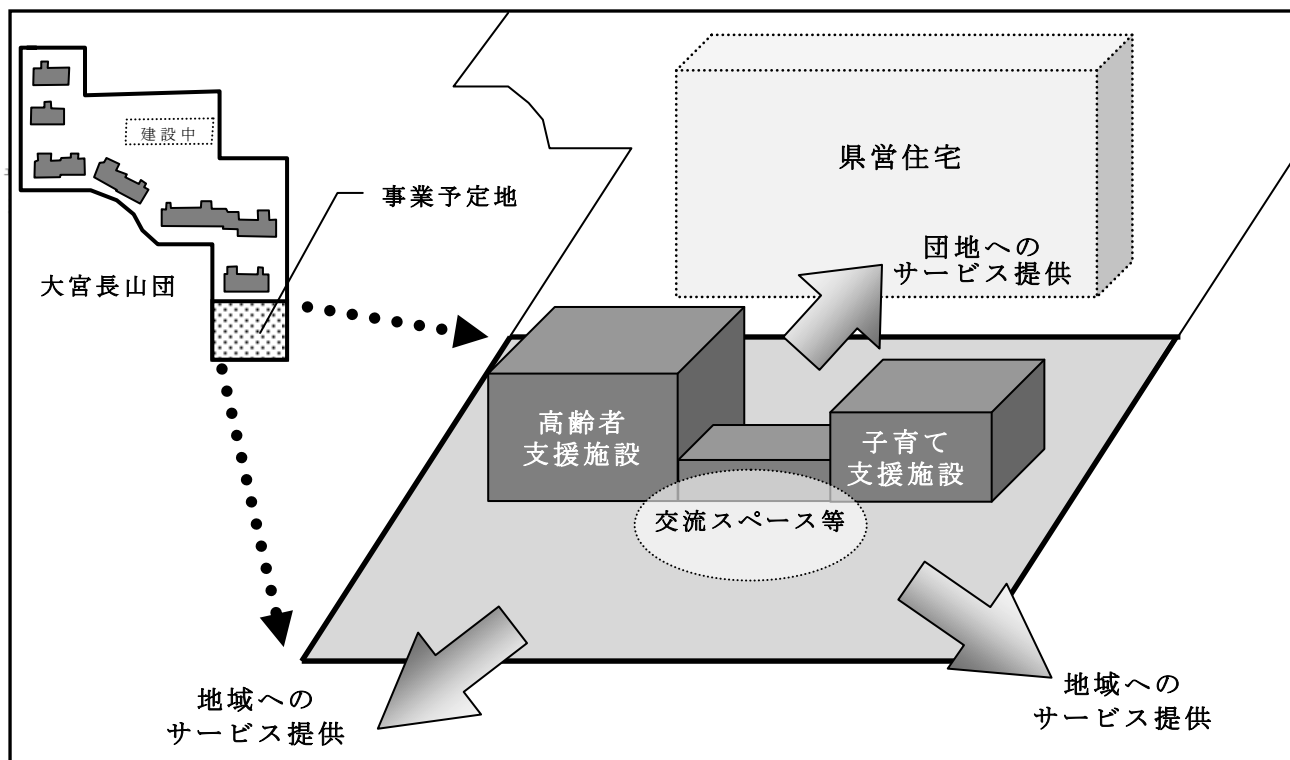 建設中
事業予定地
大宮長山団
県営住宅
団地への
サービス提供
高齢者
支援施設
子育て
支援施設
交流スペース等
地域への
サービス提供
地域への
サービス提供